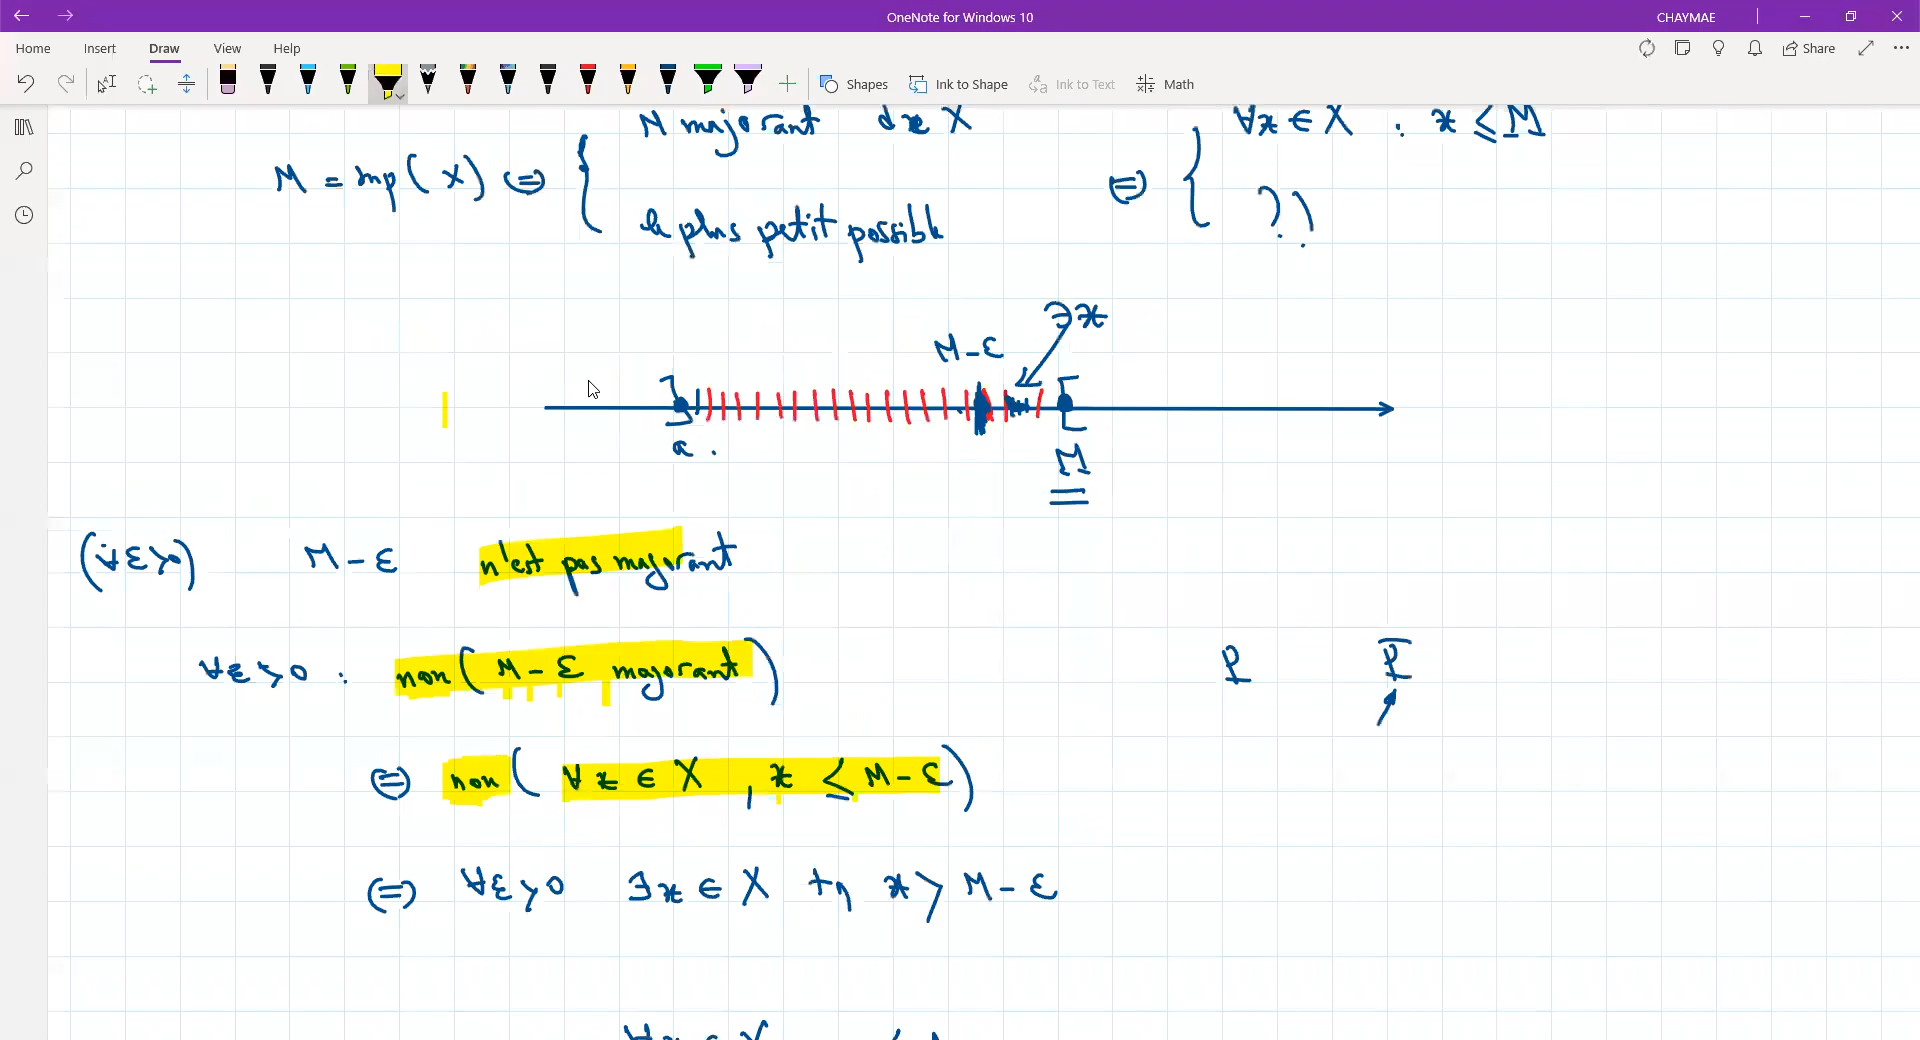 OneNote for Windows 10
CHAYMAE
Home Insert Draw View Help
Share
Shapes Ink to Shape Ink to Text Math
M majorant de X ∀x ∈ X : x ≤ M
M = sup(X) ⇔ { ⇔ {
le plus petit possible ??
∃x
M-ε
] [
a . M
(∀ε>0) M-ε n'est pas majorant
∀ε>0 : non( M-ε majorant ) P P̅
⇔ non( ∀x ∈ X , x ≤ M-ε )
⇔ ∀ε>0 ∃x ∈ X tq x > M-ε